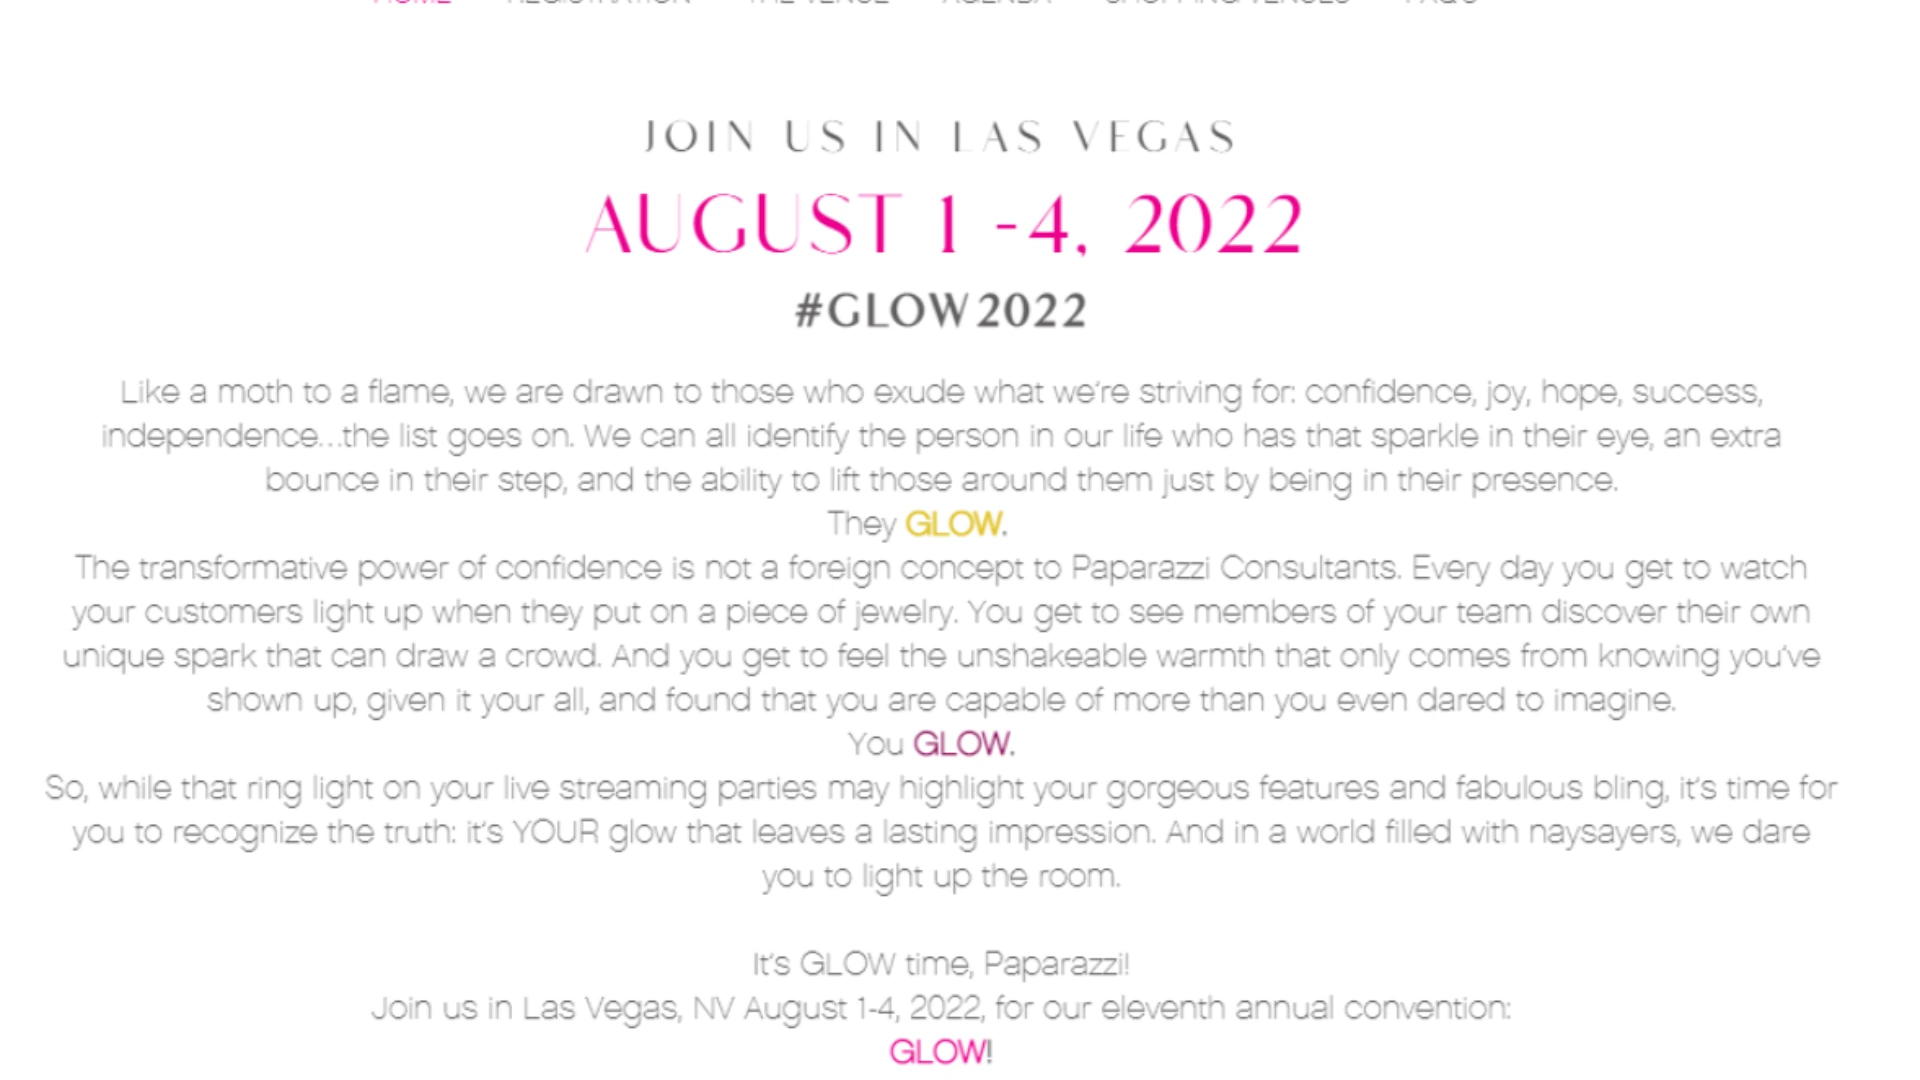 HOME REGISTRATION THE VENUE AGENDA SHOPPING VENUES FAQS
JOIN US IN LAS VEGAS
AUGUST 1 -4, 2022
#GLOW2022
Like a moth to a flame, we are drawn to those who exude what we're striving for: confidence, joy, hope, success,
independence...the list goes on. We can all identify the person in our life who has that sparkle in their eye, an extra
bounce in their step, and the ability to lift those around them just by being in their presence.
They GLOW.
The transformative power of confidence is not a foreign concept to Paparazzi Consultants. Every day you get to watch
your customers light up when they put on a piece of jewelry. You get to see members of your team discover their own
unique spark that can draw a crowd. And you get to feel the unshakeable warmth that only comes from knowing you've
shown up, given it your all, and found that you are capable of more than you even dared to imagine.
You GLOW.
So, while that ring light on your live streaming parties may highlight your gorgeous features and fabulous bling, it's time for
you to recognize the truth: it's YOUR glow that leaves a lasting impression. And in a world filled with naysayers, we dare
you to light up the room.
It's GLOW time, Paparazzi!
Join us in Las Vegas, NV August 1-4, 2022, for our eleventh annual convention:
GLOW!